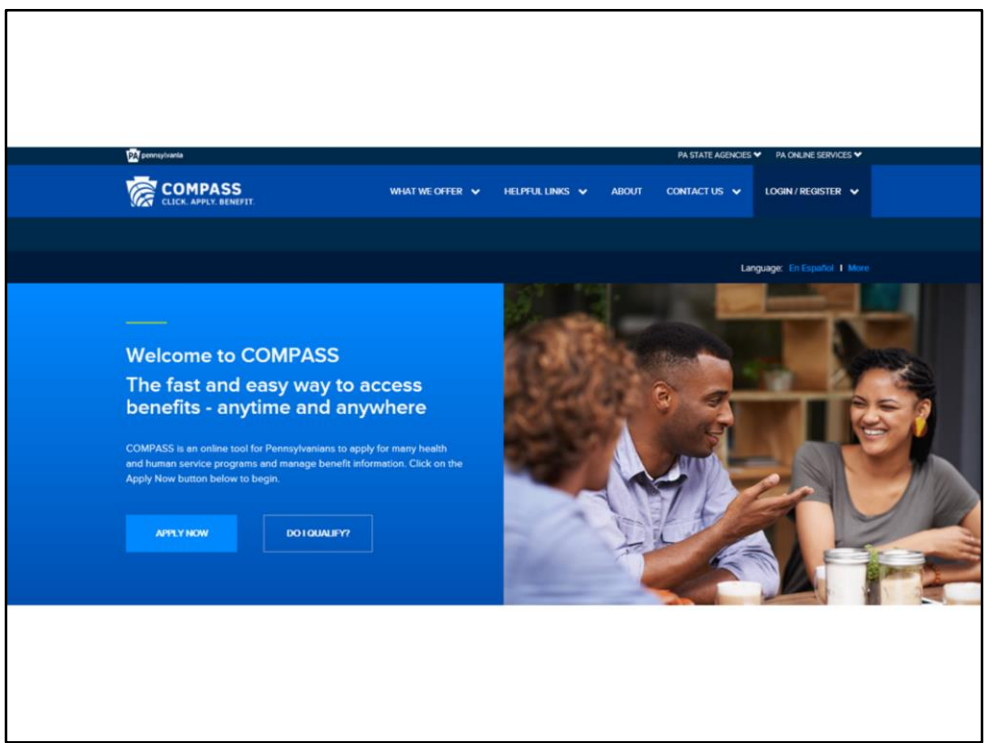 PA pennsylvania
PA STATE AGENCIES PA ONLINE SERVICES
COMPASS
CLICK. APPLY. BENEFIT.
WHAT WE OFFER HELPFUL LINKS ABOUT CONTACT US LOGIN / REGISTER
Language: En Español | More
Welcome to COMPASS
The fast and easy way to access
benefits - anytime and anywhere
COMPASS is an online tool for Pennsylvanians to apply for many health
and human service programs and manage benefit information. Click on the
Apply Now button below to begin.
APPLY NOW DO I QUALIFY?